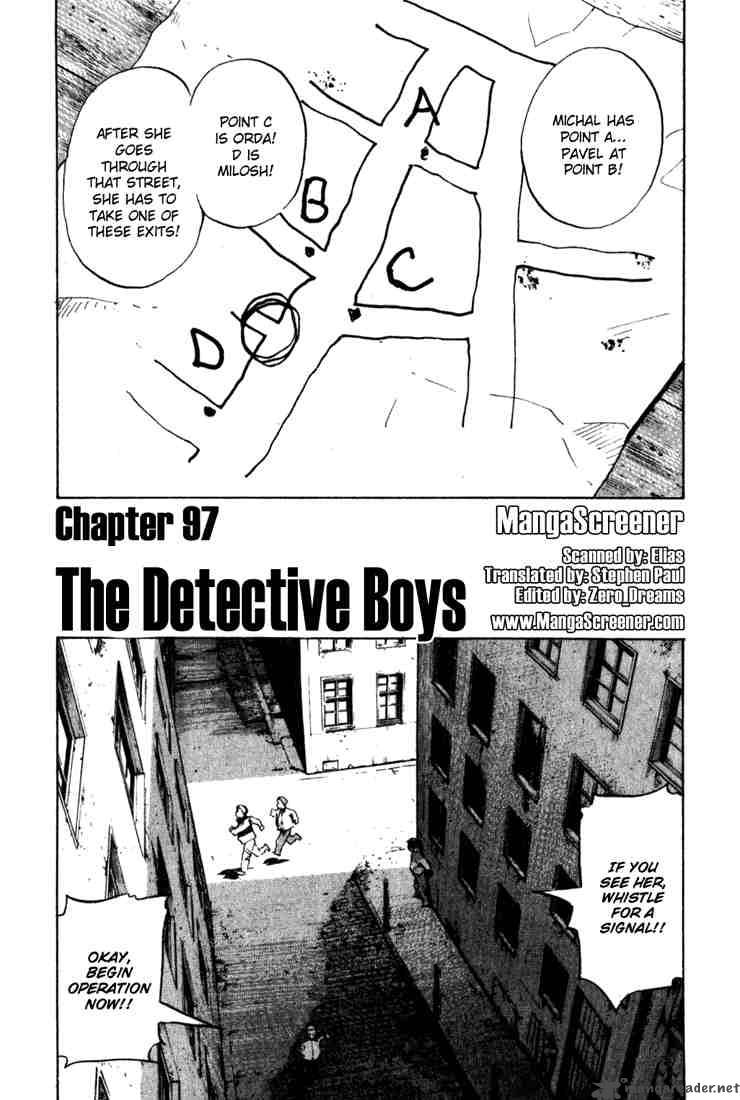 MICHAL HAS
POINT A...
PAVEL AT
POINT B!
POINT C
IS ORDA!
D IS
MILOSH!
AFTER SHE
GOES
THROUGH
THAT STREET,
SHE HAS TO
TAKE ONE OF
THESE EXITS!
A
B
C
D
Chapter 97
The Detective Boys
MangaScreener
Scanned by: Ellas
Translated by: Stephen Paul
Edited by: Zero_Dreams
www.MangaScreener.com
IF YOU
SEE HER,
WHISTLE
FOR A
SIGNAL!!
OKAY,
BEGIN
OPERATION
NOW!!
mangareader.net